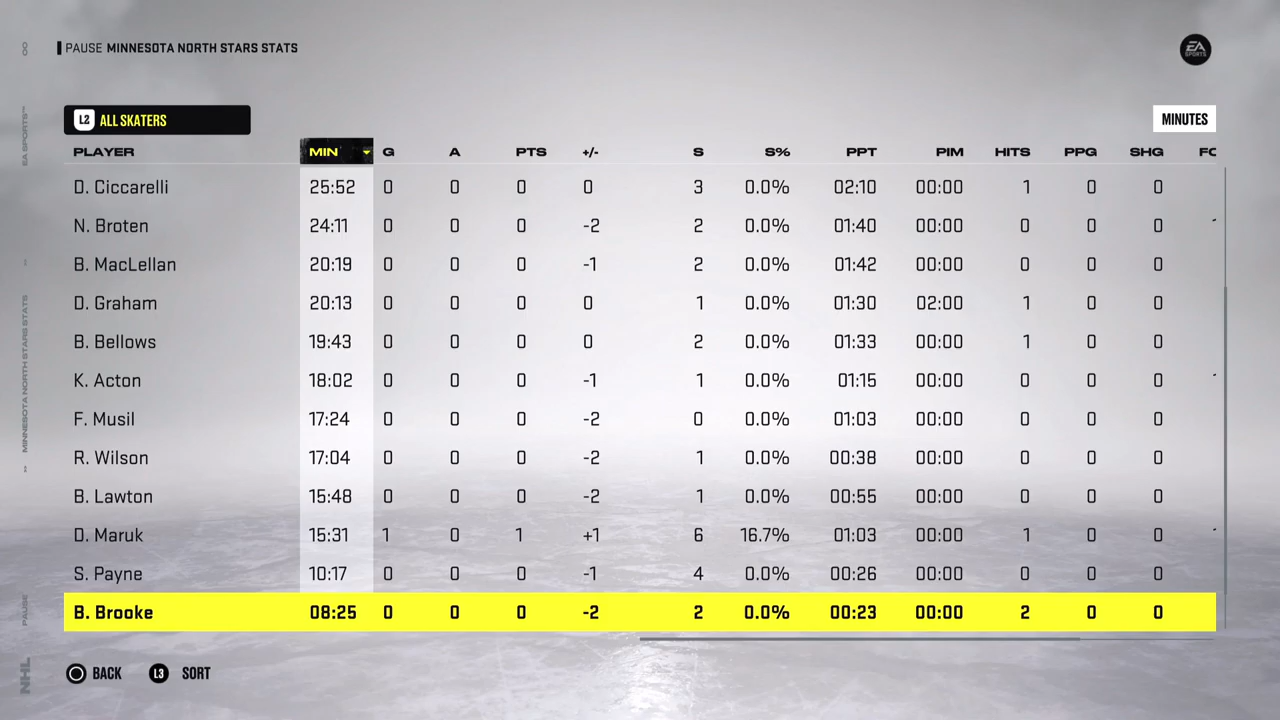 PAUSE MINNESOTA NORTH STARS STATS
EA SPORTS
L2 ALL SKATERS
MINUTES
PLAYER MIN G A PTS +/- S S% PPT PIM HITS PPG SHG
D. Ciccarelli 25:52 0 0 0 0 3 0.0% 02:10 00:00 1 0 0
N. Broten 24:11 0 0 0 -2 2 0.0% 01:40 00:00 0 0 0
B. MacLellan 20:19 0 0 0 -1 2 0.0% 01:42 00:00 0 0 0
D. Graham 20:13 0 0 0 0 1 0.0% 01:30 02:00 1 0 0
B. Bellows 19:43 0 0 0 0 2 0.0% 01:33 00:00 1 0 0
K. Acton 18:02 0 0 0 -1 1 0.0% 01:15 00:00 0 0 0
F. Musil 17:24 0 0 0 -2 0 0.0% 01:03 00:00 0 0 0
R. Wilson 17:04 0 0 0 -2 1 0.0% 00:38 00:00 0 0 0
B. Lawton 15:48 0 0 0 -2 1 0.0% 00:55 00:00 0 0 0
D. Maruk 15:31 1 0 1 +1 6 16.7% 01:03 00:00 1 0 0
S. Payne 10:17 0 0 0 -1 4 0.0% 00:26 00:00 0 0 0
B. Brooke 08:25 0 0 0 -2 2 0.0% 00:23 00:00 2 0 0
BACK L3 SORT
NHL PAUSE » MINNESOTA NORTH STARS STATS » EA SPORTS™